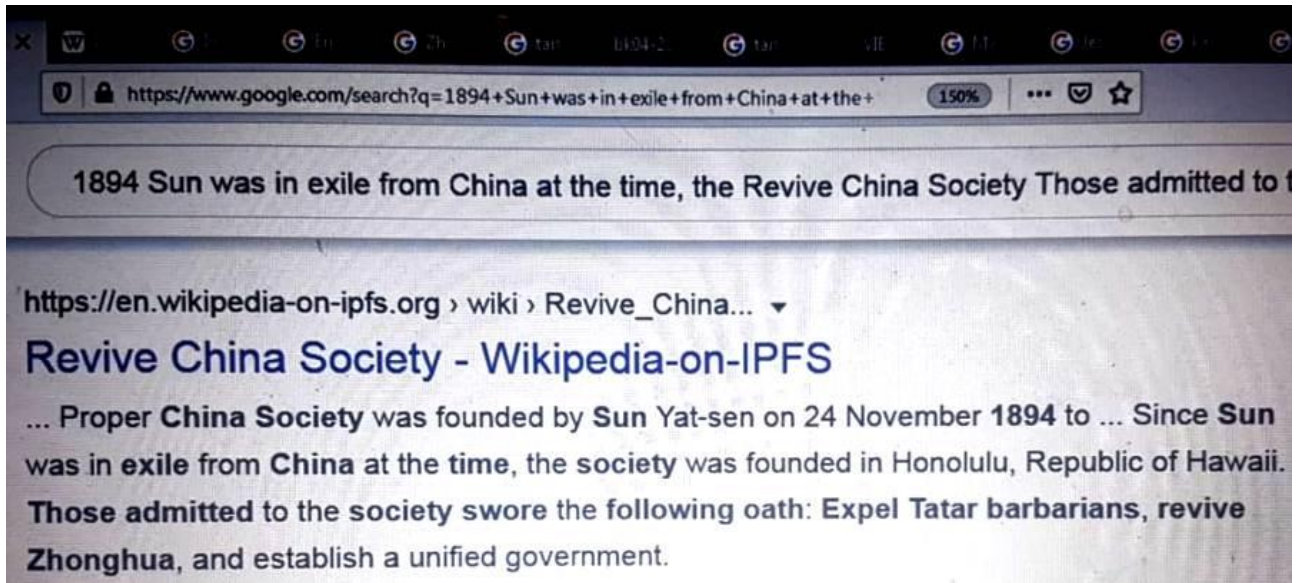 https://www.google.com/search?q=1894+Sun+was+in+exile+from+China+at+the+ 150%
1894 Sun was in exile from China at the time, the Revive China Society Those admitted to t
https://en.wikipedia-on-ipfs.org › wiki › Revive_China...
Revive China Society - Wikipedia-on-IPFS
... Proper China Society was founded by Sun Yat-sen on 24 November 1894 to ... Since Sun
was in exile from China at the time, the society was founded in Honolulu, Republic of Hawaii.
Those admitted to the society swore the following oath: Expel Tatar barbarians, revive
Zhonghua, and establish a unified government.